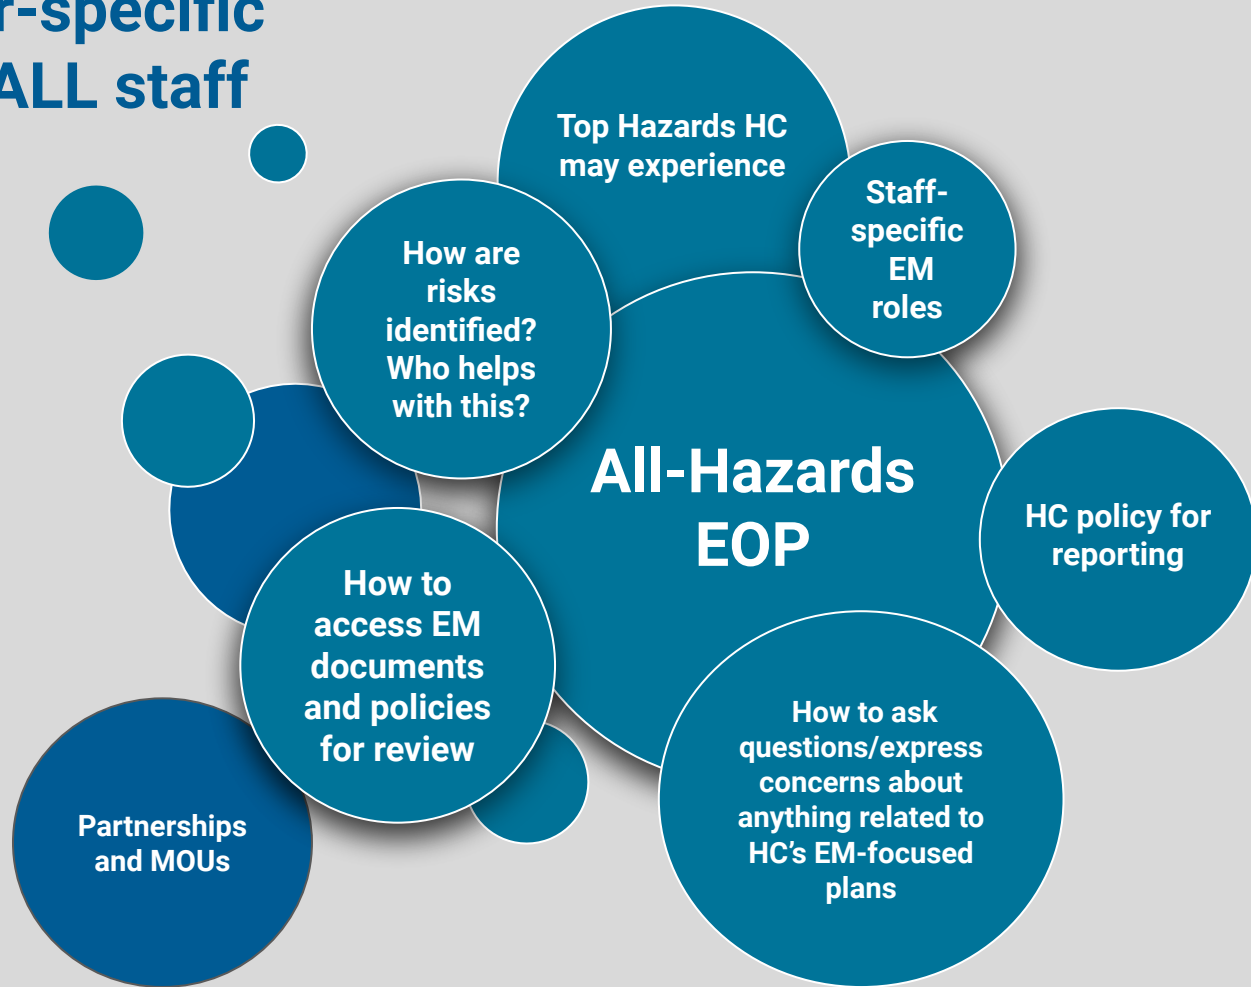 r-specific
ALL staff
Top Hazards HC
may experience
Staff-
specific
EM
roles
How are
risks
identified?
Who helps
with this?
All-Hazards
EOP
HC policy for
reporting
How to
access EM
documents
and policies
for review
How to ask
questions/express
concerns about
anything related to
HC's EM-focused
plans
Partnerships
and MOUs